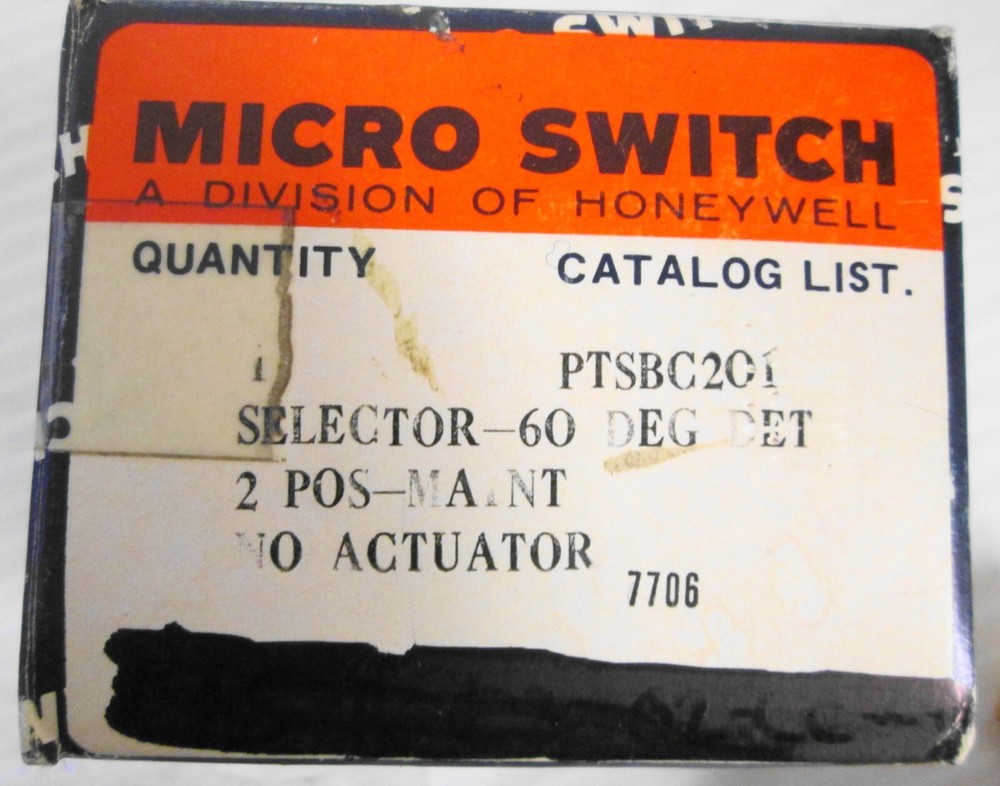 MICRO SWITCH
A DIVISION OF HONEYWELL
QUANTITY CATALOG LIST.
1 PTSBC201
SELECTOR-60 DEG DET
2 POS-MAINT
NO ACTUATOR
7706